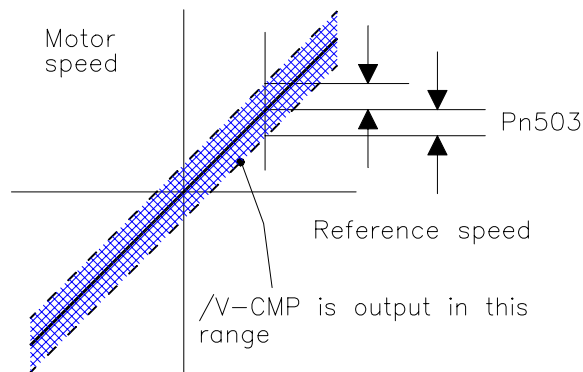 Motor
speed
Pn503
Reference speed
/V-CMP is output in this
range